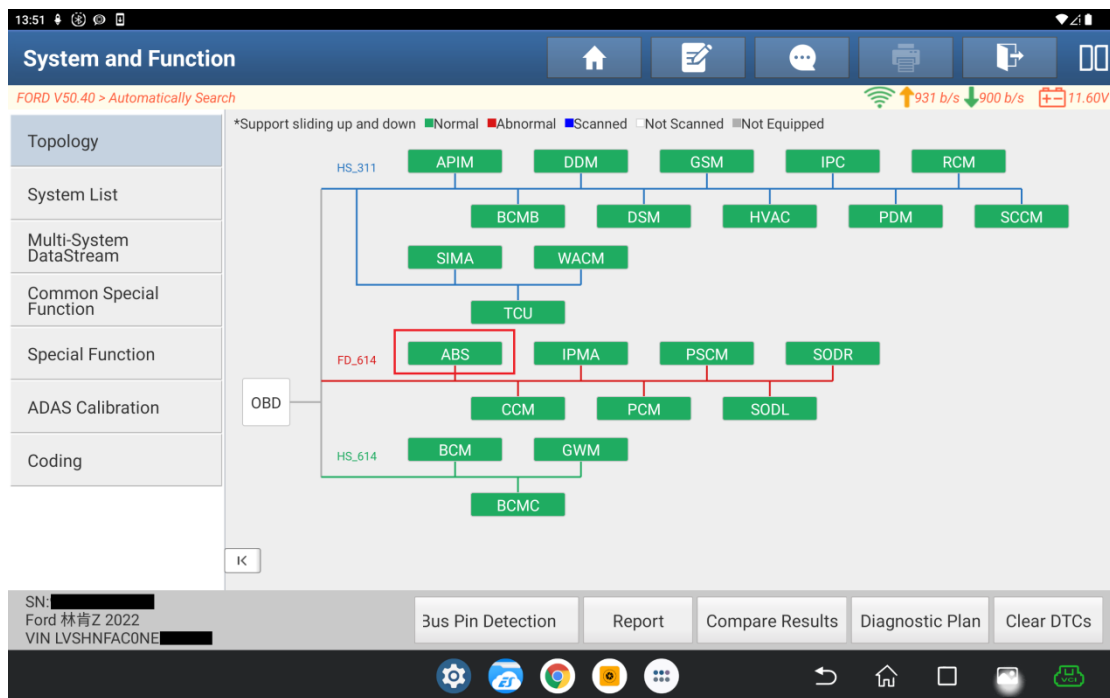 13:51
System and Function
FORD V50.40 > Automatically Search
931 b/s 900 b/s 11.60V
Topology
System List
Multi-System
DataStream
Common Special
Function
Special Function
ADAS Calibration
Coding
*Support sliding up and down Normal Abnormal Scanned Not Scanned Not Equipped
HS_311 APIM DDM GSM IPC RCM
BCMB DSM HVAC PDM SCCM
SIMA WACM
TCU
FD_614 ABS IPMA PSCM SODR
OBD
CCM PCM SODL
HS_614 BCM GWM
BCMC
SN:
Ford 林肯Z 2022
VIN LVSHNFAC0NE
Bus Pin Detection Report Compare Results Diagnostic Plan Clear DTCs
ES
VCI